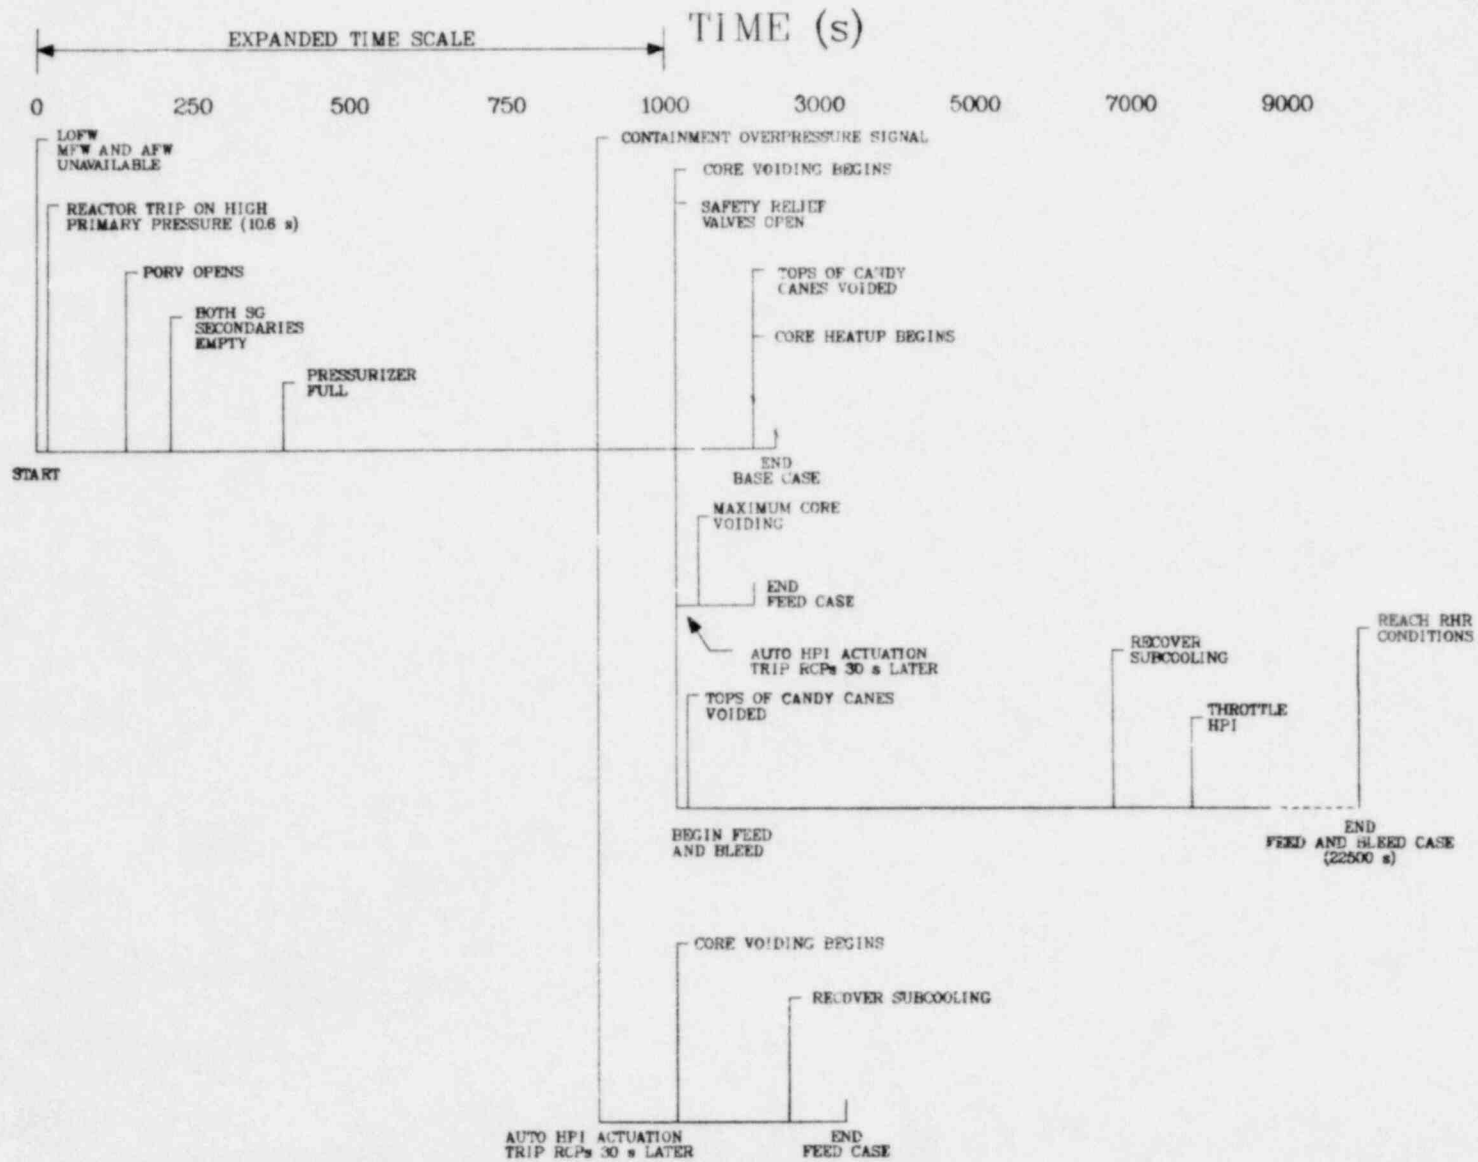 TIME (s)
EXPANDED TIME SCALE
0 250 500 750 1000 3000 5000 7000 9000
LOFW
MFW AND AFW
UNAVAILABLE
CONTAINMENT OVERPRESSURE SIGNAL
CORE VOIDING BEGINS
REACTOR TRIP ON HIGH
PRIMARY PRESSURE (10.6 s)
SAFETY RELIEF
VALVES OPEN
PORV OPENS
TOPS OF CANDY
CANES VOIDED
BOTH SG
SECONDARIES
EMPTY
CORE HEATUP BEGINS
PRESSURIZER
FULL
START
END
BASE CASE
MAXIMUM CORE
VOIDING
END
FEED CASE
REACH RHR
CONDITIONS
AUTO HPI ACTUATION
TRIP RCPs 30 s LATER
RECOVER
SUBCOOLING
TOPS OF CANDY CANES
VOIDED
THROTTLE
HPI
BEGIN FEED
AND BLEED
END
FEED AND BLEED CASE
(22500 s)
CORE VOIDING BEGINS
RECOVER SUBCOOLING
AUTO HPI ACTUATION
TRIP RCPs 30 s LATER
END
FEED CASE